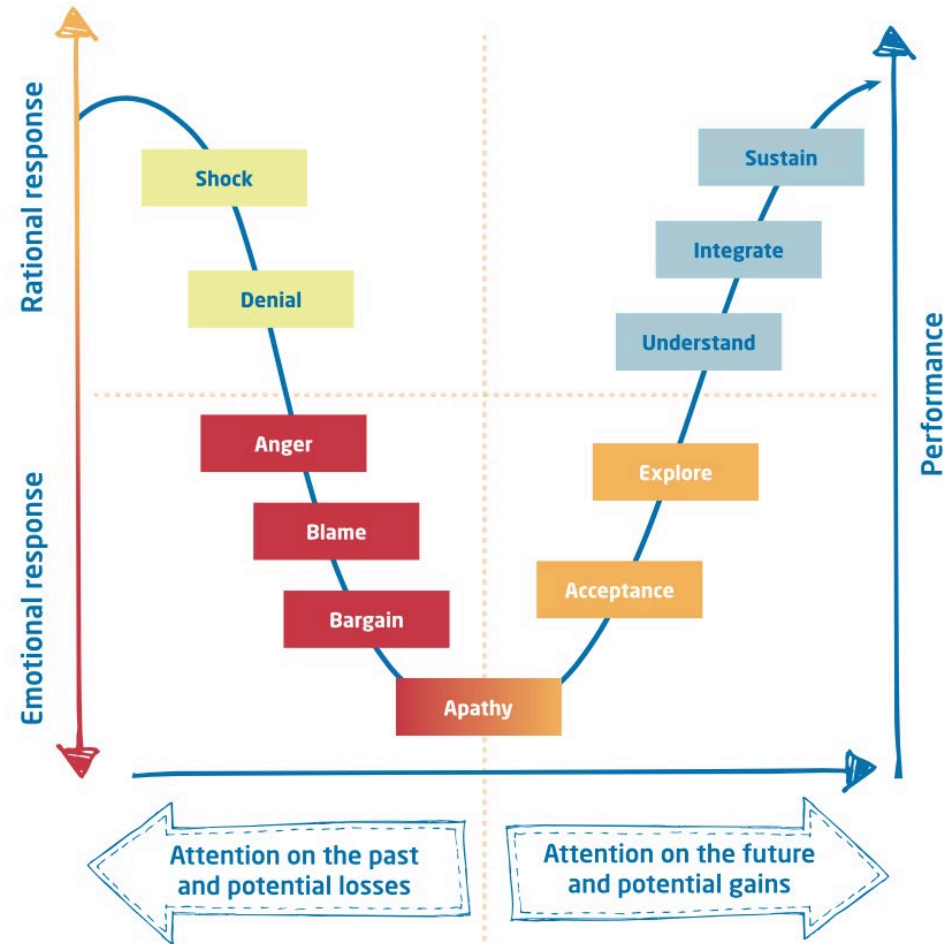 Rational response
Emotional response
Shock
Denial
Anger
Blame
Bargain
Apathy
Acceptance
Explore
Understand
Integrate
Sustain
Performance
Attention on the past
and potential losses
Attention on the future
and potential gains